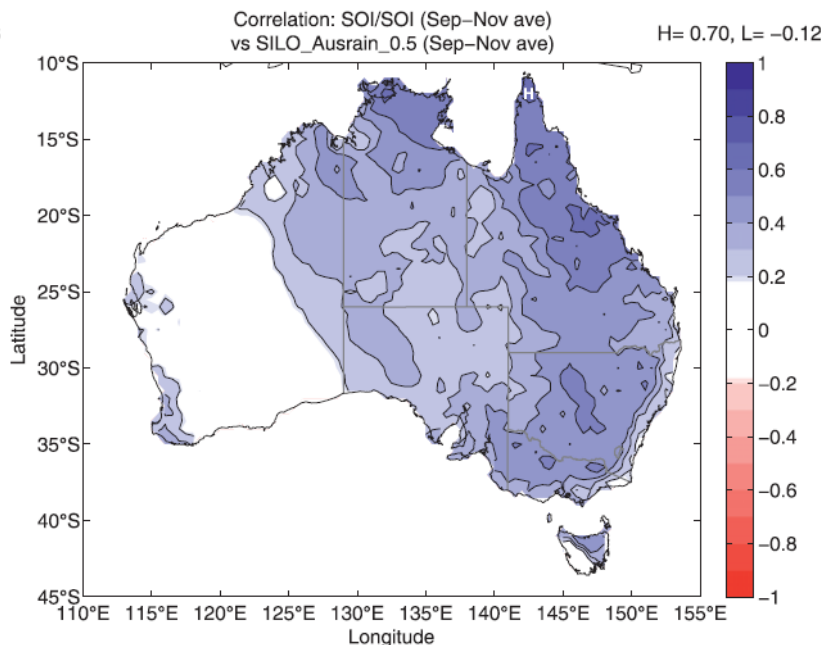 Correlation: SOI/SOI (Sep−Nov ave)
vs SILO_Ausrain_0.5 (Sep−Nov ave)
H= 0.70, L= −0.12
10°S
15°S
20°S
25°S
30°S
35°S
40°S
45°S
Latitude
H
110°E 115°E 120°E 125°E 130°E 135°E 140°E 145°E 150°E 155°E
Longitude
1
0.8
0.6
0.4
0.2
0
−0.2
−0.4
−0.6
−0.8
−1